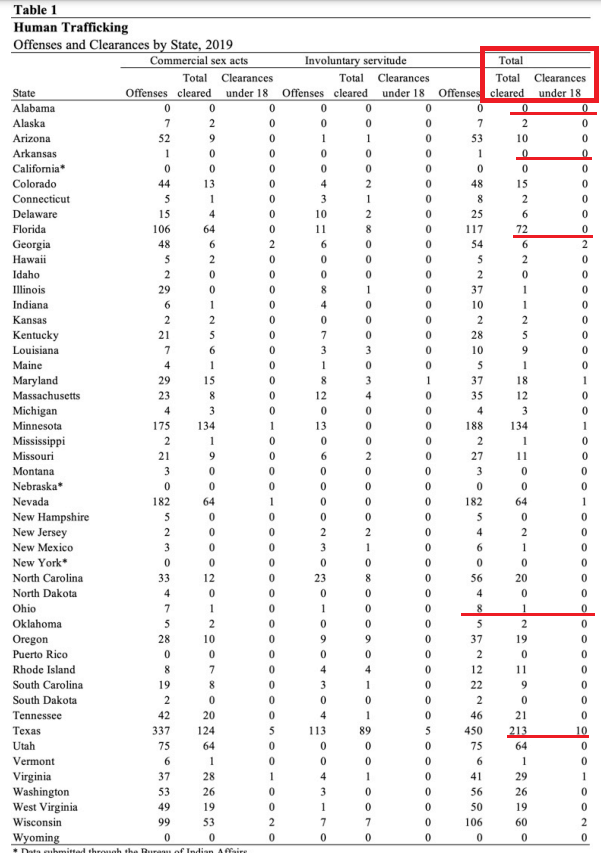 Table 1
Human Trafficking
Offenses and Clearances by State, 2019
Commercial sex acts Involuntary servitude Total
Total Clearances Total Clearances Total Clearances
State Offenses cleared under 18 Offenses cleared under 18 Offenses cleared under 18
Alabama 0 0 0 0 0 0 0 0 0
Alaska 7 2 0 0 0 0 7 2 0
Arizona 52 9 0 1 1 0 53 10 0
Arkansas 1 0 0 0 0 0 1 0 0
California* 0 0 0 0 0 0 0 0 0
Colorado 44 13 0 4 2 0 48 15 0
Connecticut 5 1 0 3 1 0 8 2 0
Delaware 15 4 0 10 2 0 25 6 0
Florida 106 64 0 11 8 0 117 72 0
Georgia 48 6 2 6 0 0 54 6 2
Hawaii 5 2 0 0 0 0 5 2 0
Idaho 2 0 0 0 0 0 2 0 0
Illinois 29 0 0 8 1 0 37 1 0
Indiana 6 1 0 4 0 0 10 1 0
Kansas 2 2 0 0 0 0 2 2 0
Kentucky 21 5 0 7 0 0 28 5 0
Louisiana 7 6 0 3 3 0 10 9 0
Maine 4 1 0 1 0 0 5 1 0
Maryland 29 15 0 8 3 1 37 18 1
Massachusetts 23 8 0 12 4 0 35 12 0
Michigan 4 3 0 0 0 0 4 3 0
Minnesota 175 134 1 13 0 0 188 134 1
Mississippi 2 1 0 0 0 0 2 1 0
Missouri 21 9 0 6 2 0 27 11 0
Montana 3 0 0 0 0 0 3 0 0
Nebraska* 0 0 0 0 0 0 0 0 0
Nevada 182 64 1 0 0 0 182 64 1
New Hampshire 5 0 0 0 0 0 5 0 0
New Jersey 2 0 0 2 2 0 4 2 0
New Mexico 3 0 0 3 1 0 6 1 0
New York* 0 0 0 0 0 0 0 0 0
North Carolina 33 12 0 23 8 0 56 20 0
North Dakota 4 0 0 0 0 0 4 0 0
Ohio 7 1 0 1 0 0 8 1 0
Oklahoma 5 2 0 0 0 0 5 2 0
Oregon 28 10 0 9 9 0 37 19 0
Puerto Rico 0 0 0 0 0 0 2 0 0
Rhode Island 8 7 0 4 4 0 12 11 0
South Carolina 19 8 0 3 1 0 22 9 0
South Dakota 2 0 0 0 0 0 2 0 0
Tennessee 42 20 0 4 1 0 46 21 0
Texas 337 124 5 113 89 5 450 213 10
Utah 75 64 0 0 0 0 75 64 0
Vermont 6 1 0 0 0 0 6 1 0
Virginia 37 28 1 4 1 0 41 29 1
Washington 53 26 0 3 0 0 56 26 0
West Virginia 49 19 0 1 0 0 50 19 0
Wisconsin 99 53 2 7 7 0 106 60 2
Wyoming 0 0 0 0 0 0 0 0 0
* Data submitted through the Bureau of Indian Affairs